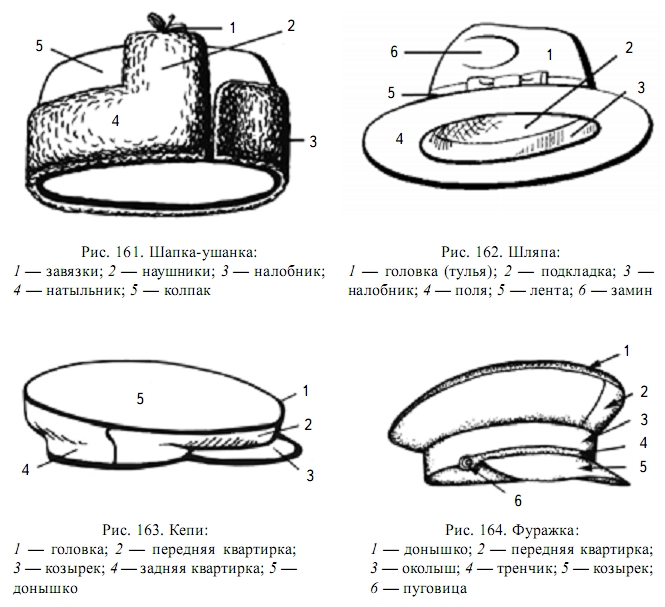 1
2
5
4
3
Рис. 161. Шапка-ушанка:
1 — завязки; 2 — наушники; 3 — налобник;
4 — натыльник; 5 — колпак
6
1
2
5
3
4
Рис. 162. Шляпа:
1 — головка (тулья); 2 — подкладка; 3 —
налобник; 4 — поля; 5 — лента; 6 — замин
5
1
2
4
3
Рис. 163. Кепи:
1 — головка; 2 — передняя квартирка;
3 — козырек; 4 — задняя квартирка; 5 —
донышко
1
2
3
4
5
6
Рис. 164. Фуражка:
1 — донышко; 2 — передняя квартирка;
3 — околыш; 4 — тренчик; 5 — козырек;
6 — пуговица